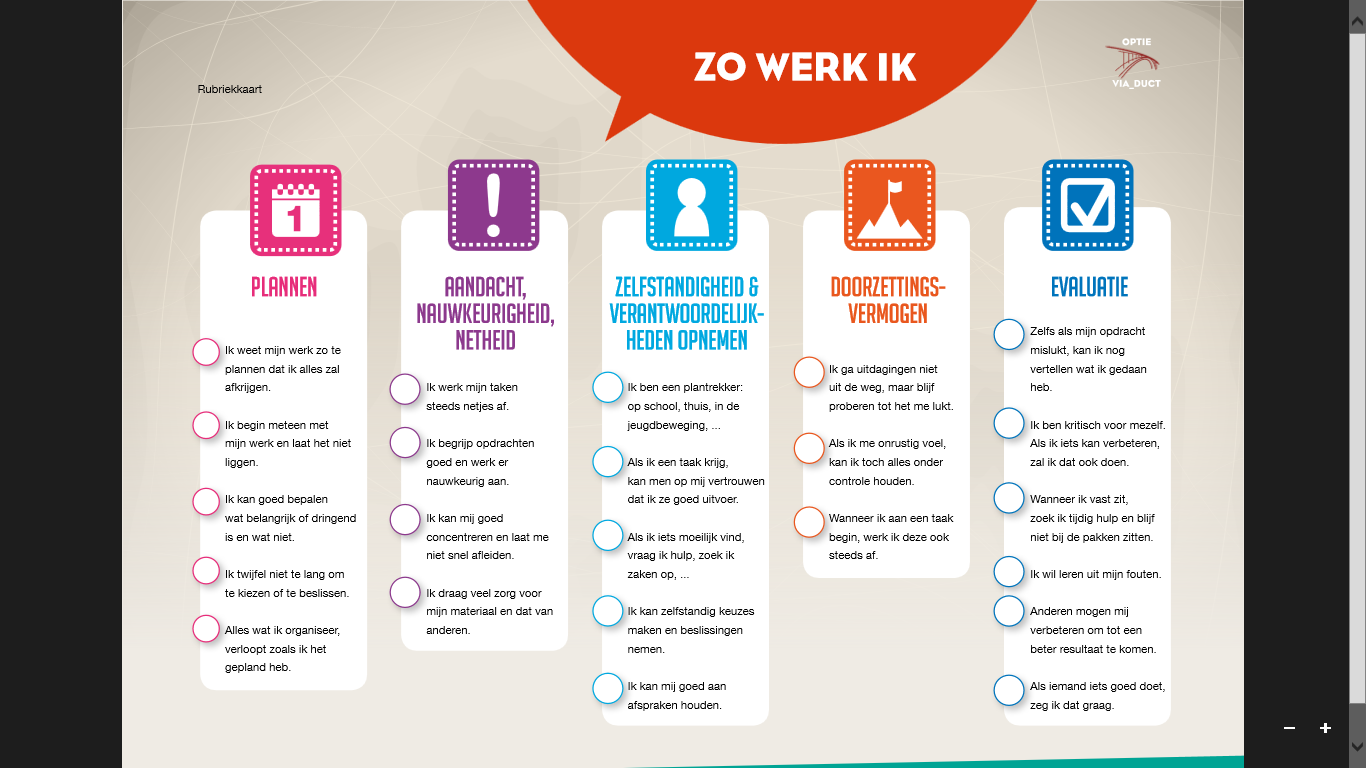 ZO WERK IK
OPTIE
VIA_DUCT
Rubriekkaart
1
PLANNEN
Ik weet mijn werk zo te
plannen dat ik alles zal
afkrijgen.
Ik begin meteen met
mijn werk en laat het niet
liggen.
Ik kan goed bepalen
wat belangrijk of dringend
is en wat niet.
Ik twijfel niet te lang om
te kiezen of te beslissen.
Alles wat ik organiseer,
verloopt zoals ik het
gepland heb.
!
AANDACHT,
NAUWKEURIGHEID,
NETHEID
Ik werk mijn taken
steeds netjes af.
Ik begrijp opdrachten
goed en werk er
nauwkeurig aan.
Ik kan mij goed
concentreren en laat me
niet snel afleiden.
Ik draag veel zorg voor
mijn materiaal en dat van
anderen.
ZELFSTANDIGHEID &
VERANTWOORDELIJK-
HEDEN OPNEMEN
Ik ben een plantrekker:
op school, thuis, in de
jeugdbeweging, ...
Als ik een taak krijg,
kan men op mij vertrouwen
dat ik ze goed uitvoer.
Als ik iets moeilijk vind,
vraag ik hulp, zoek ik
zaken op, ...
Ik kan zelfstandig keuzes
maken en beslissingen
nemen.
Ik kan mij goed aan
afspraken houden.
DOORZETTINGS-
VERMOGEN
Ik ga uitdagingen niet
uit de weg, maar blijf
proberen tot het me lukt.
Als ik me onrustig voel,
kan ik toch alles onder
controle houden.
Wanneer ik aan een taak
begin, werk ik deze ook
steeds af.
EVALUATIE
Zelfs als mijn opdracht
mislukt, kan ik nog
vertellen wat ik gedaan
heb.
Ik ben kritisch voor mezelf.
Als ik iets kan verbeteren,
zal ik dat ook doen.
Wanneer ik vast zit,
zoek ik tijdig hulp en blijf
niet bij de pakken zitten.
Ik wil leren uit mijn fouten.
Anderen mogen mij
verbeteren om tot een
beter resultaat te komen.
Als iemand iets goed doet,
zeg ik dat graag.